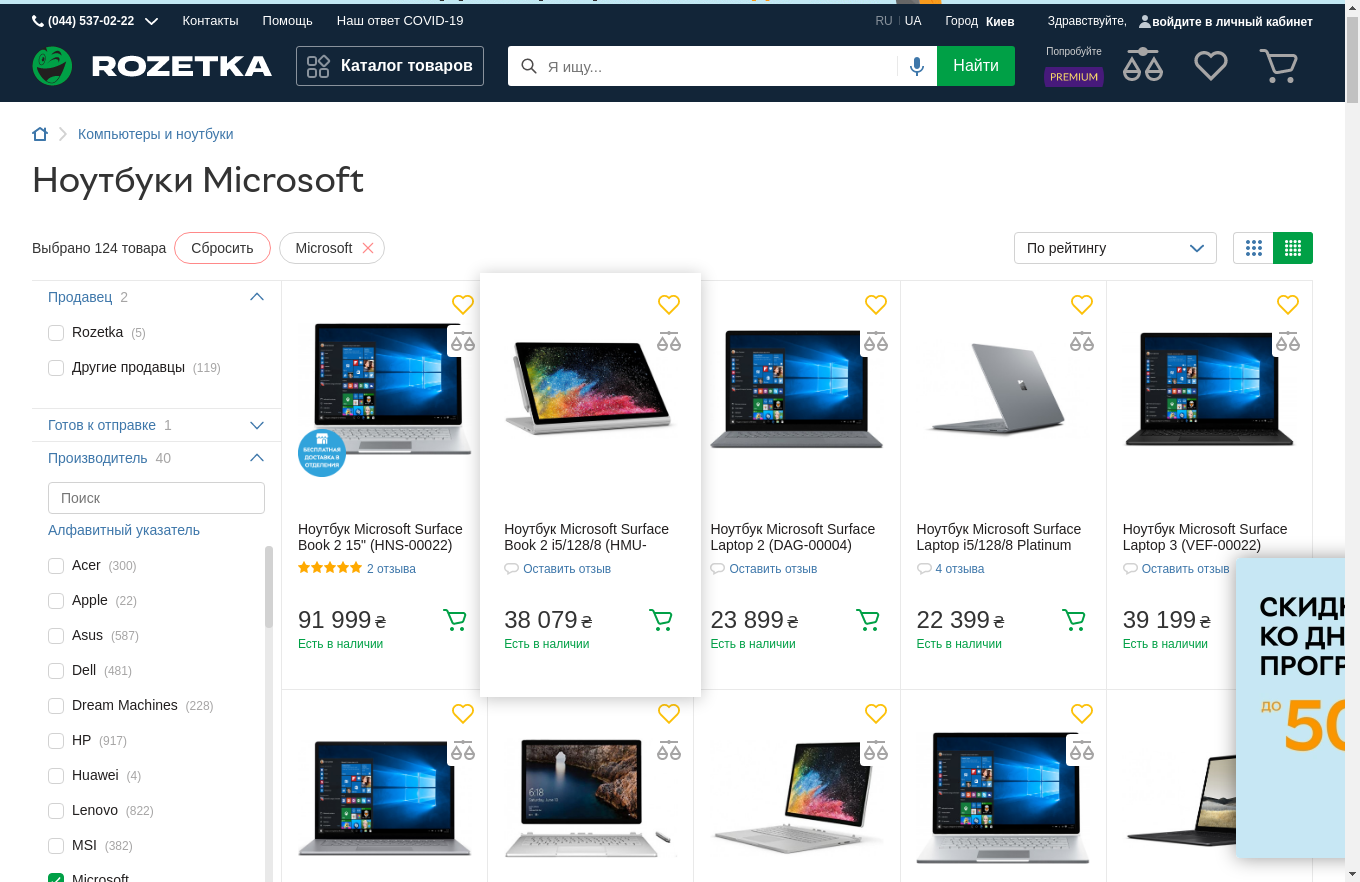 (044) 537-02-22
Контакты
Помощь
Наш ответ COVID-19
RU
UA
Город
Киев
Здравствуйте,
войдите в личный кабинет
ROZETKA
Каталог товаров
Я ищу...
Найти
Попробуйте
PREMIUM
Компьютеры и ноутбуки
Ноутбуки Microsoft
Выбрано 124 товара
Сбросить
Microsoft
По рейтингу
Продавец 2
Rozetka (5)
Другие продавцы (119)
Готов к отправке 1
Производитель 40
Поиск
Алфавитный указатель
Acer (300)
Apple (22)
Asus (587)
Dell (481)
Dream Machines (228)
HP (917)
Huawei (4)
Lenovo (822)
MSI (382)
Microsoft
БЕСПЛАТНАЯ
ДОСТАВКА В
ОТДЕЛЕНИЯ
Ноутбук Microsoft Surface
Book 2 15" (HNS-00022)
2 отзыва
91 999 ₴
Есть в наличии
Ноутбук Microsoft Surface
Book 2 i5/128/8 (HMU-
Оставить отзыв
38 079 ₴
Есть в наличии
Ноутбук Microsoft Surface
Laptop 2 (DAG-00004)
Оставить отзыв
23 899 ₴
Есть в наличии
Ноутбук Microsoft Surface
Laptop i5/128/8 Platinum
4 отзыва
22 399 ₴
Есть в наличии
Ноутбук Microsoft Surface
Laptop 3 (VEF-00022)
Оставить отзыв
39 199 ₴
Есть в наличии
6:18
СКИДК
КО ДН
ПРОГР
ДО 50